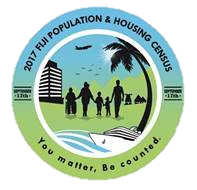 2017 FIJI POPULATION & HOUSING CENSUS
SEPTEMBER
17th
SEPTEMBER
17th
You matter, Be counted.